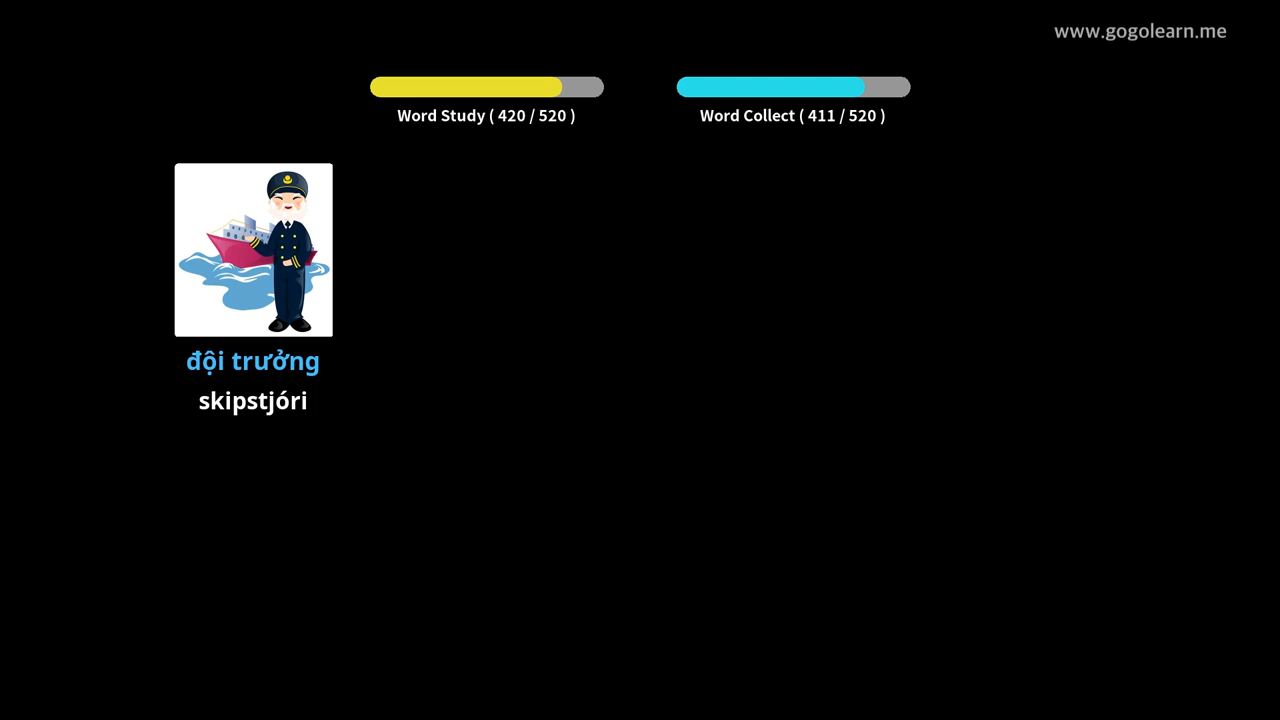 www.gogolearn.me
Word Study ( 420 / 520 )
Word Collect ( 411 / 520 )
đội trưởng
skipstjóri